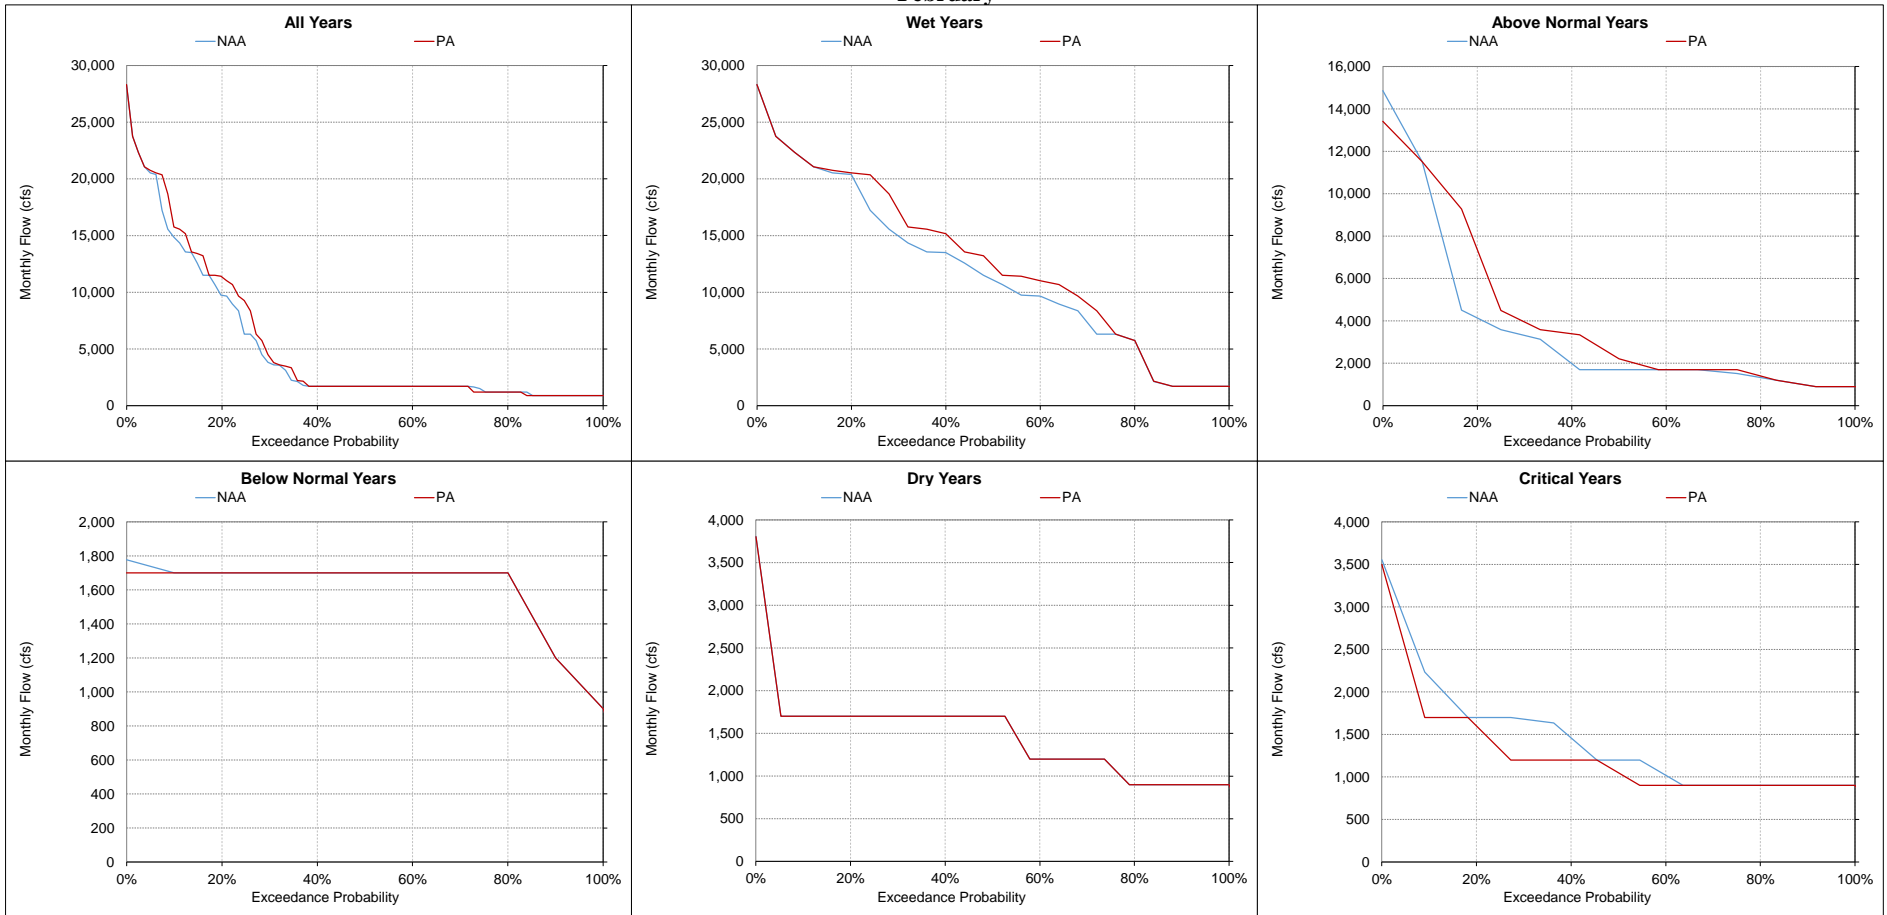 February
All Years
NAA PA
30,000
25,000
20,000
15,000
10,000
5,000
0
Monthly Flow (cfs)
0% 20% 40% 60% 80% 100%
Exceedance Probability
Wet Years
NAA PA
30,000
25,000
20,000
15,000
10,000
5,000
0
Monthly Flow (cfs)
0% 20% 40% 60% 80% 100%
Exceedance Probability
Above Normal Years
NAA PA
16,000
14,000
12,000
10,000
8,000
6,000
4,000
2,000
0
Monthly Flow (cfs)
0% 20% 40% 60% 80% 100%
Exceedance Probability
Below Normal Years
NAA PA
2,000
1,800
1,600
1,400
1,200
1,000
800
600
400
200
0
Monthly Flow (cfs)
0% 20% 40% 60% 80% 100%
Exceedance Probability
Dry Years
NAA PA
4,000
3,500
3,000
2,500
2,000
1,500
1,000
500
0
Monthly Flow (cfs)
0% 20% 40% 60% 80% 100%
Exceedance Probability
Critical Years
NAA PA
4,000
3,500
3,000
2,500
2,000
1,500
1,000
500
0
Monthly Flow (cfs)
0% 20% 40% 60% 80% 100%
Exceedance Probability